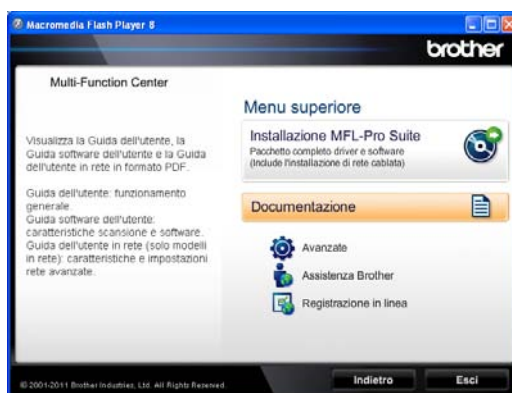 Macromedia Flash Player 8
brother
Multi-Function Center
Visualizza la Guida dell'utente, la
Guida software dell'utente e la Guida
dell'utente in rete in formato PDF.
Guida dell'utente: funzionamento
generale.
Guida software dell'utente:
caratteristiche scansione e software.
Guida dell'utente in rete (solo modelli
in rete): caratteristiche e impostazioni
rete avanzate.
Menu superiore
Installazione MFL-Pro Suite
Pacchetto completo driver e software
(Include l'installazione di rete cablata)
Documentazione
Avanzate
Assistenza Brother
Registrazione in linea
© 2001-2011 Brother Industries, Ltd. All Rights Reserved.
Indietro
Esci